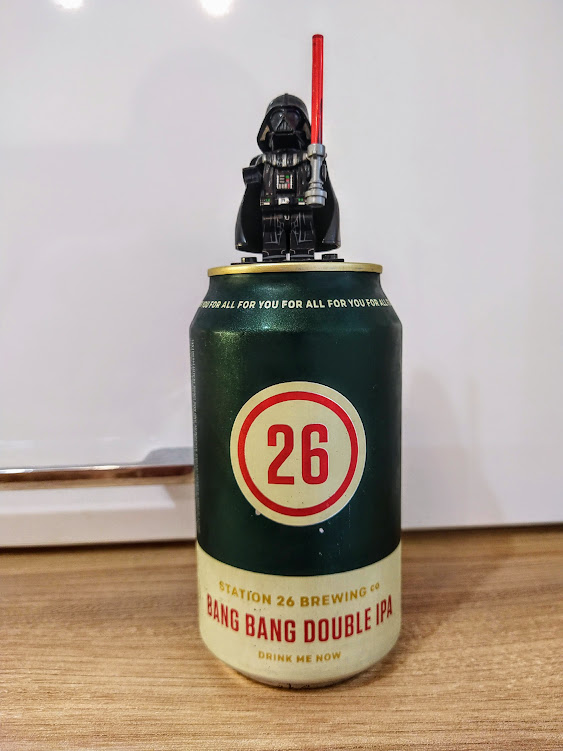 YOU FOR ALL FOR YOU FOR ALL FOR YOU FOR ALL
26
STATION 26 BREWING CO
BANG BANG DOUBLE IPA
DRINK ME NOW